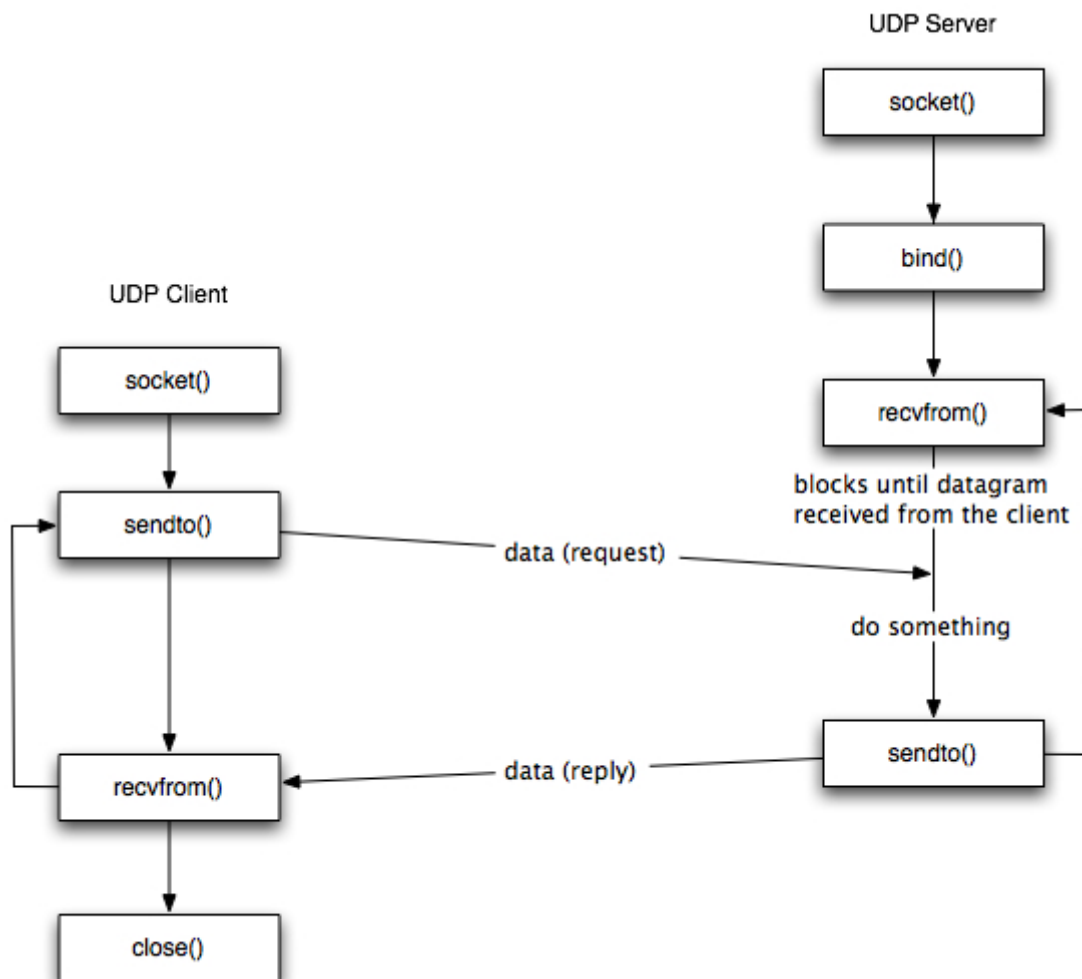 UDP Server
socket()
bind()
UDP Client
socket()
recvfrom()
blocks until datagram
received from the client
sendto()
data (request)
do something
sendto()
data (reply)
recvfrom()
close()